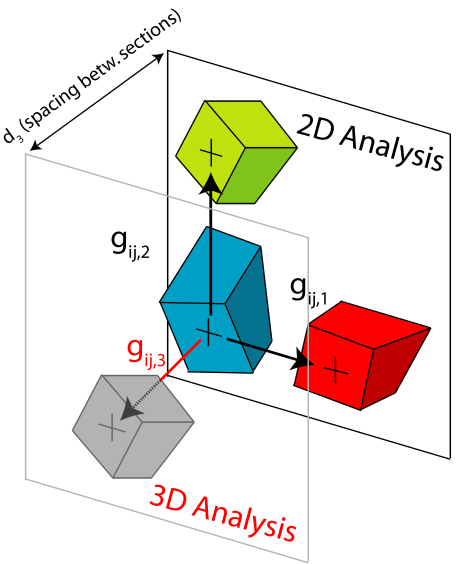 d3 (spacing betw. sections)
2D Analysis
gij,2
gij,1
gij,3
3D Analysis